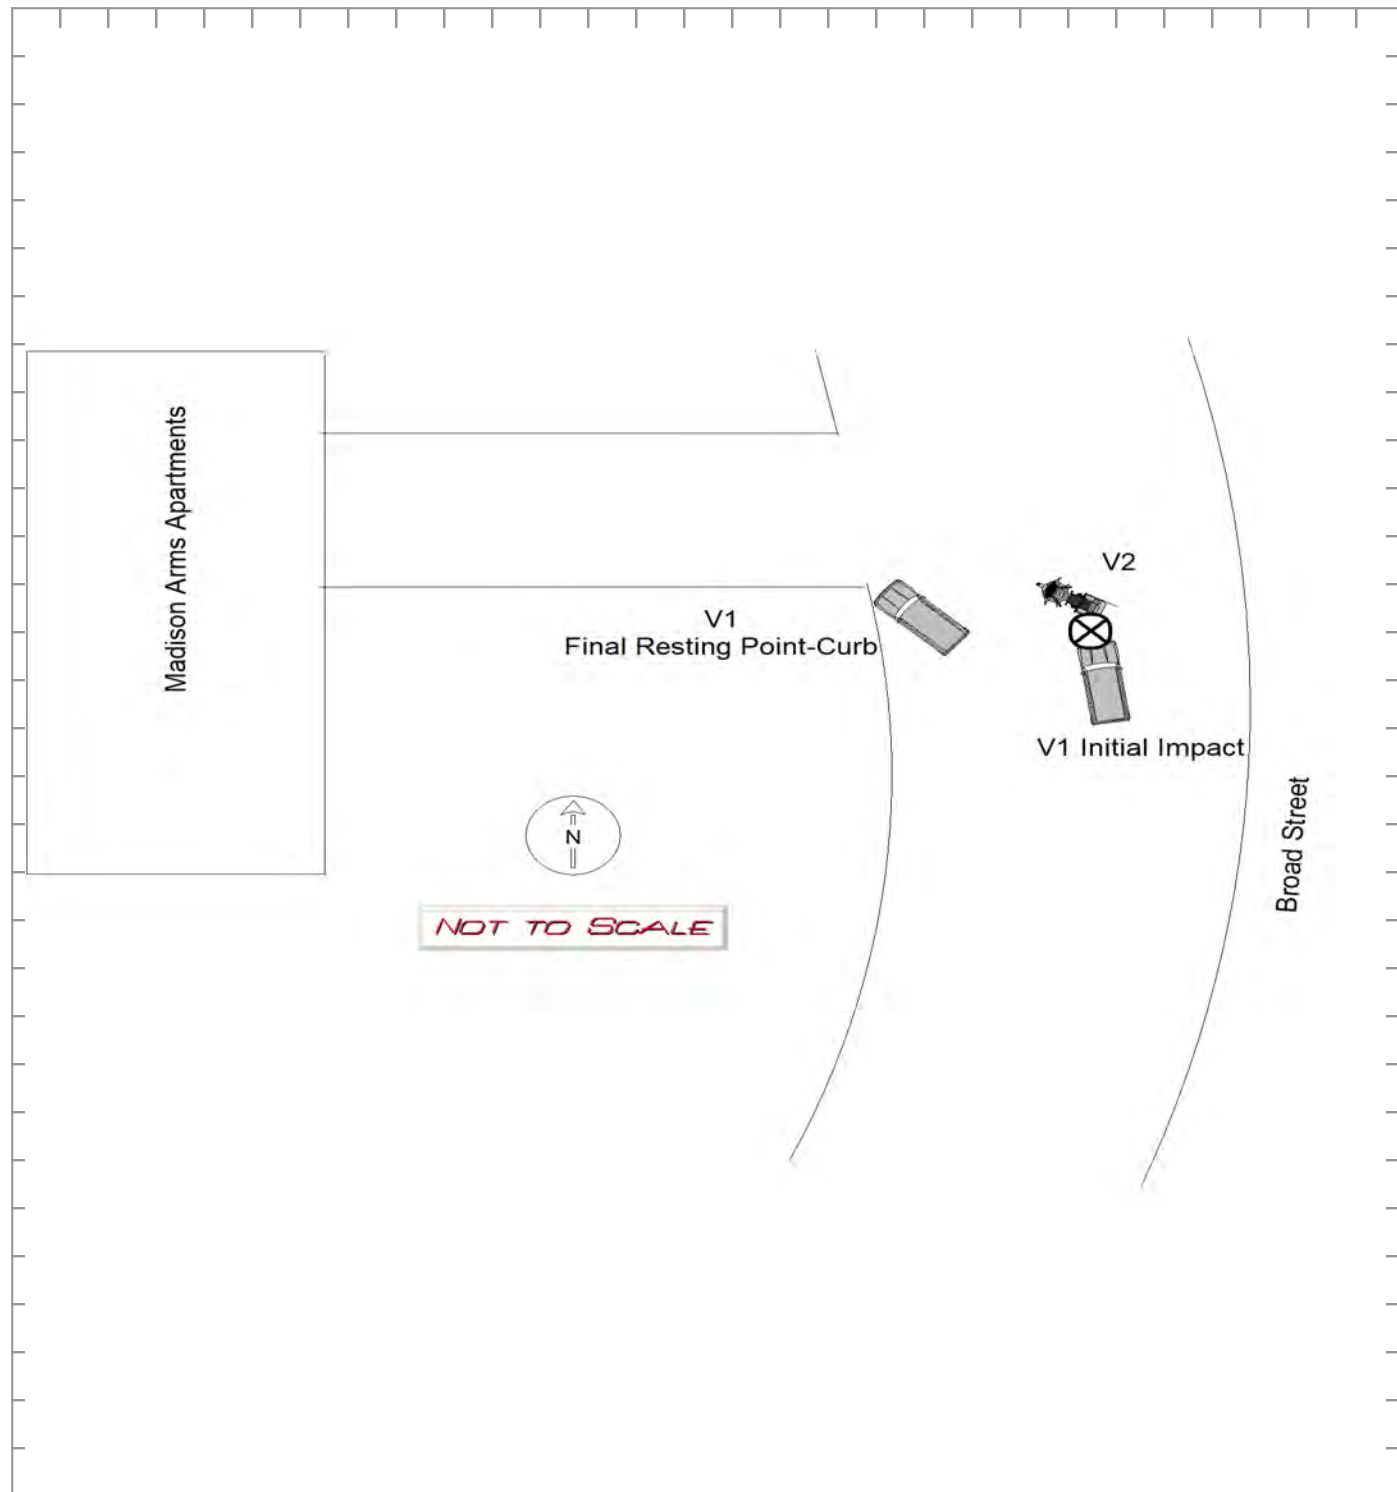 Madison Arms Apartments
V2
V1
Final Resting Point-Curb
V1 Initial Impact
Broad Street
N
NOT TO SCALE